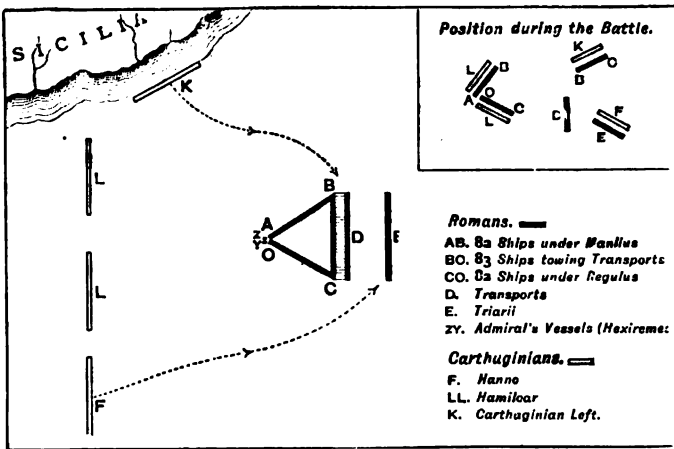 SICILIA
K
L
L
F
B
A
ZY
O
D
E
C
Position during the Battle.
L
B
O
A
C
L
K
B
O
C
D
F
E
Romans.
AB. 82 Ships under Manlius
BO. 83 Ships towing Transports
CO. 82 Ships under Regulus
D. Transports
E. Triarii
ZY. Admiral's Vessels (Hexiremes
Carthuginians.
F. Hanno
LL. Hamilcar
K. Carthaginian Left.